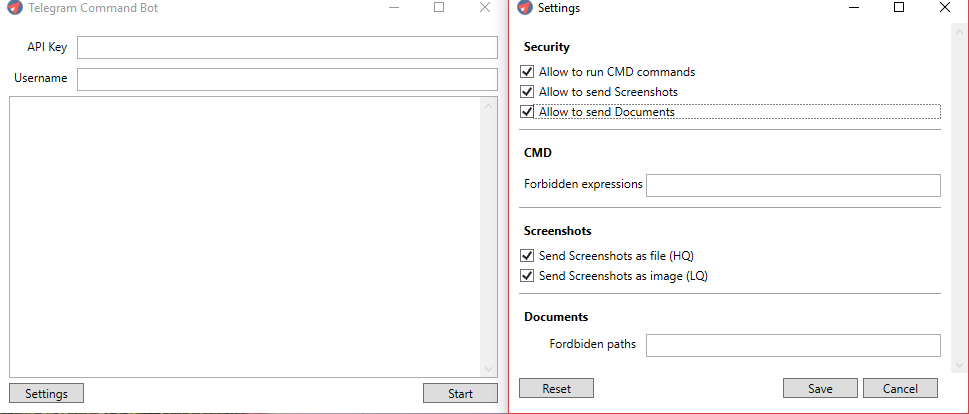 Telegram Command Bot
API Key
Username
Settings
Start
Settings
Security
Allow to run CMD commands
Allow to send Screenshots
Allow to send Documents
CMD
Forbidden expressions
Screenshots
Send Screenshots as file (HQ)
Send Screenshots as image (LQ)
Documents
Fordbiden paths
Reset
Save
Cancel